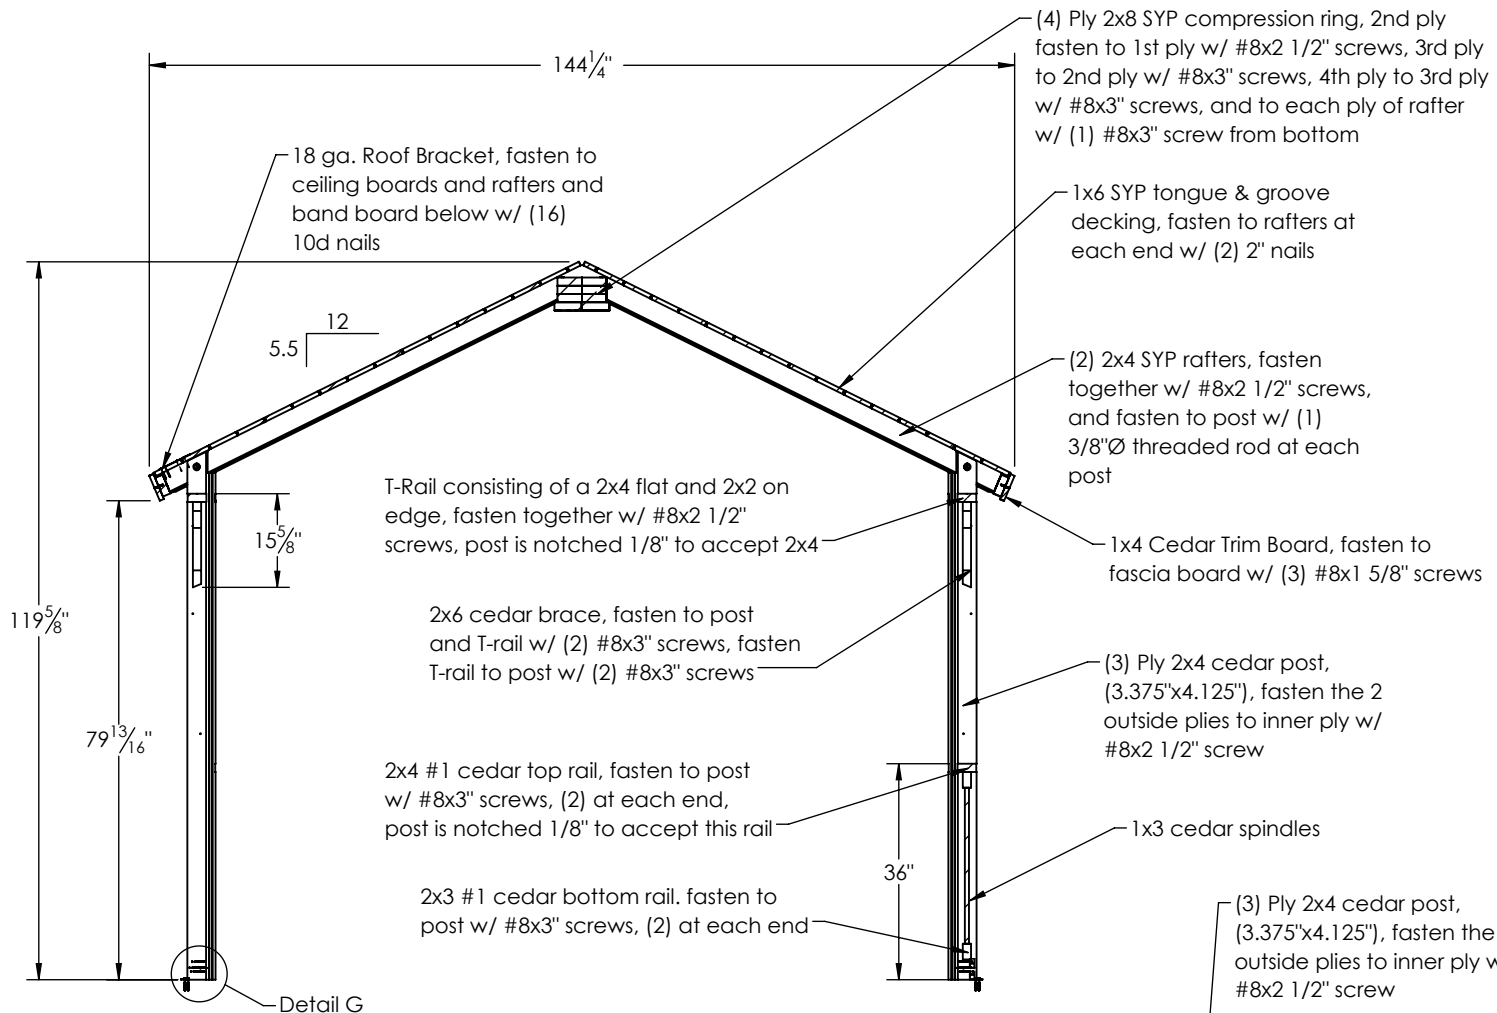 (4) Ply 2x8 SYP compression ring, 2nd ply
fasten to 1st ply w/ #8x2 1/2" screws, 3rd ply
to 2nd ply w/ #8x3" screws, 4th ply to 3rd ply
w/ #8x3" screws, and to each ply of rafter
w/ (1) #8x3" screw from bottom
144 1/4"
18 ga. Roof Bracket, fasten to
ceiling boards and rafters and
band board below w/ (16)
10d nails
1x6 SYP tongue & groove
decking, fasten to rafters at
each end w/ (2) 2" nails
12
5.5
(2) 2x4 SYP rafters, fasten
together w/ #8x2 1/2" screws,
and fasten to post w/ (1)
3/8"Ø threaded rod at each
post
T-Rail consisting of a 2x4 flat and 2x2 on
edge, fasten together w/ #8x2 1/2"
screws, post is notched 1/8" to accept 2x4
15 5/8"
1x4 Cedar Trim Board, fasten to
fascia board w/ (3) #8x1 5/8" screws
119 5/8"
2x6 cedar brace, fasten to post
and T-rail w/ (2) #8x3" screws, fasten
T-rail to post w/ (2) #8x3" screws
(3) Ply 2x4 cedar post,
(3.375"x4.125"), fasten the 2
outside plies to inner ply w/
#8x2 1/2" screw
79 13/16"
2x4 #1 cedar top rail, fasten to post
w/ #8x3" screws, (2) at each end,
post is notched 1/8" to accept this rail
1x3 cedar spindles
36"
2x3 #1 cedar bottom rail. fasten to
post w/ #8x3" screws, (2) at each end
(3) Ply 2x4 cedar post,
(3.375"x4.125"), fasten the
outside plies to inner ply
#8x2 1/2" screw
Detail G